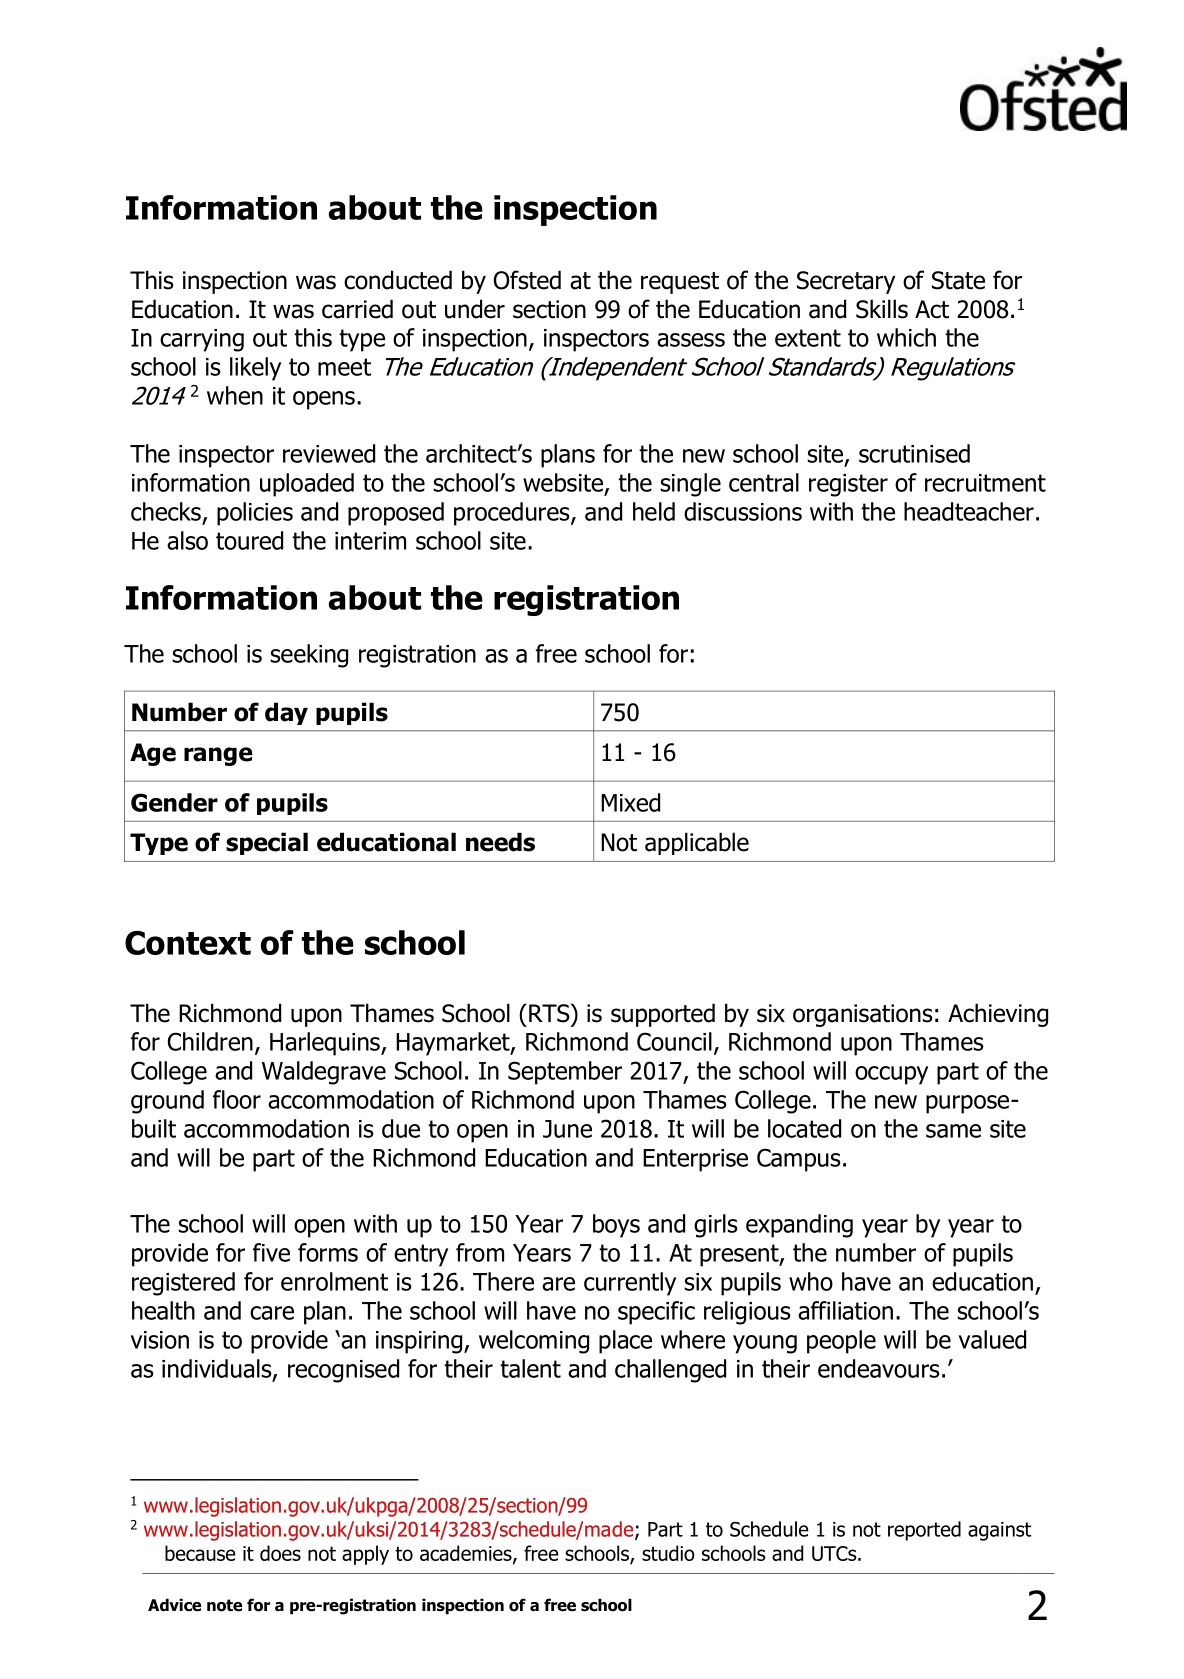 Ofsted
Information about the inspection
This inspection was conducted by Ofsted at the request of the Secretary of State for
Education. It was carried out under section 99 of the Education and Skills Act 2008.1
In carrying out this type of inspection, inspectors assess the extent to which the
school is likely to meet The Education (Independent School Standards) Regulations
2014 2 when it opens.
The inspector reviewed the architect’s plans for the new school site, scrutinised
information uploaded to the school’s website, the single central register of recruitment
checks, policies and proposed procedures, and held discussions with the headteacher.
He also toured the interim school site.
Information about the registration
The school is seeking registration as a free school for:
Number of day pupils 750
Age range 11 - 16
Gender of pupils Mixed
Type of special educational needs Not applicable
Context of the school
The Richmond upon Thames School (RTS) is supported by six organisations: Achieving
for Children, Harlequins, Haymarket, Richmond Council, Richmond upon Thames
College and Waldegrave School. In September 2017, the school will occupy part of the
ground floor accommodation of Richmond upon Thames College. The new purpose-
built accommodation is due to open in June 2018. It will be located on the same site
and will be part of the Richmond Education and Enterprise Campus.
The school will open with up to 150 Year 7 boys and girls expanding year by year to
provide for five forms of entry from Years 7 to 11. At present, the number of pupils
registered for enrolment is 126. There are currently six pupils who have an education,
health and care plan. The school will have no specific religious affiliation. The school’s
vision is to provide ‘an inspiring, welcoming place where young people will be valued
as individuals, recognised for their talent and challenged in their endeavours.’
1 www.legislation.gov.uk/ukpga/2008/25/section/99
2 www.legislation.gov.uk/uksi/2014/3283/schedule/made; Part 1 to Schedule 1 is not reported against
because it does not apply to academies, free schools, studio schools and UTCs.
Advice note for a pre-registration inspection of a free school 2